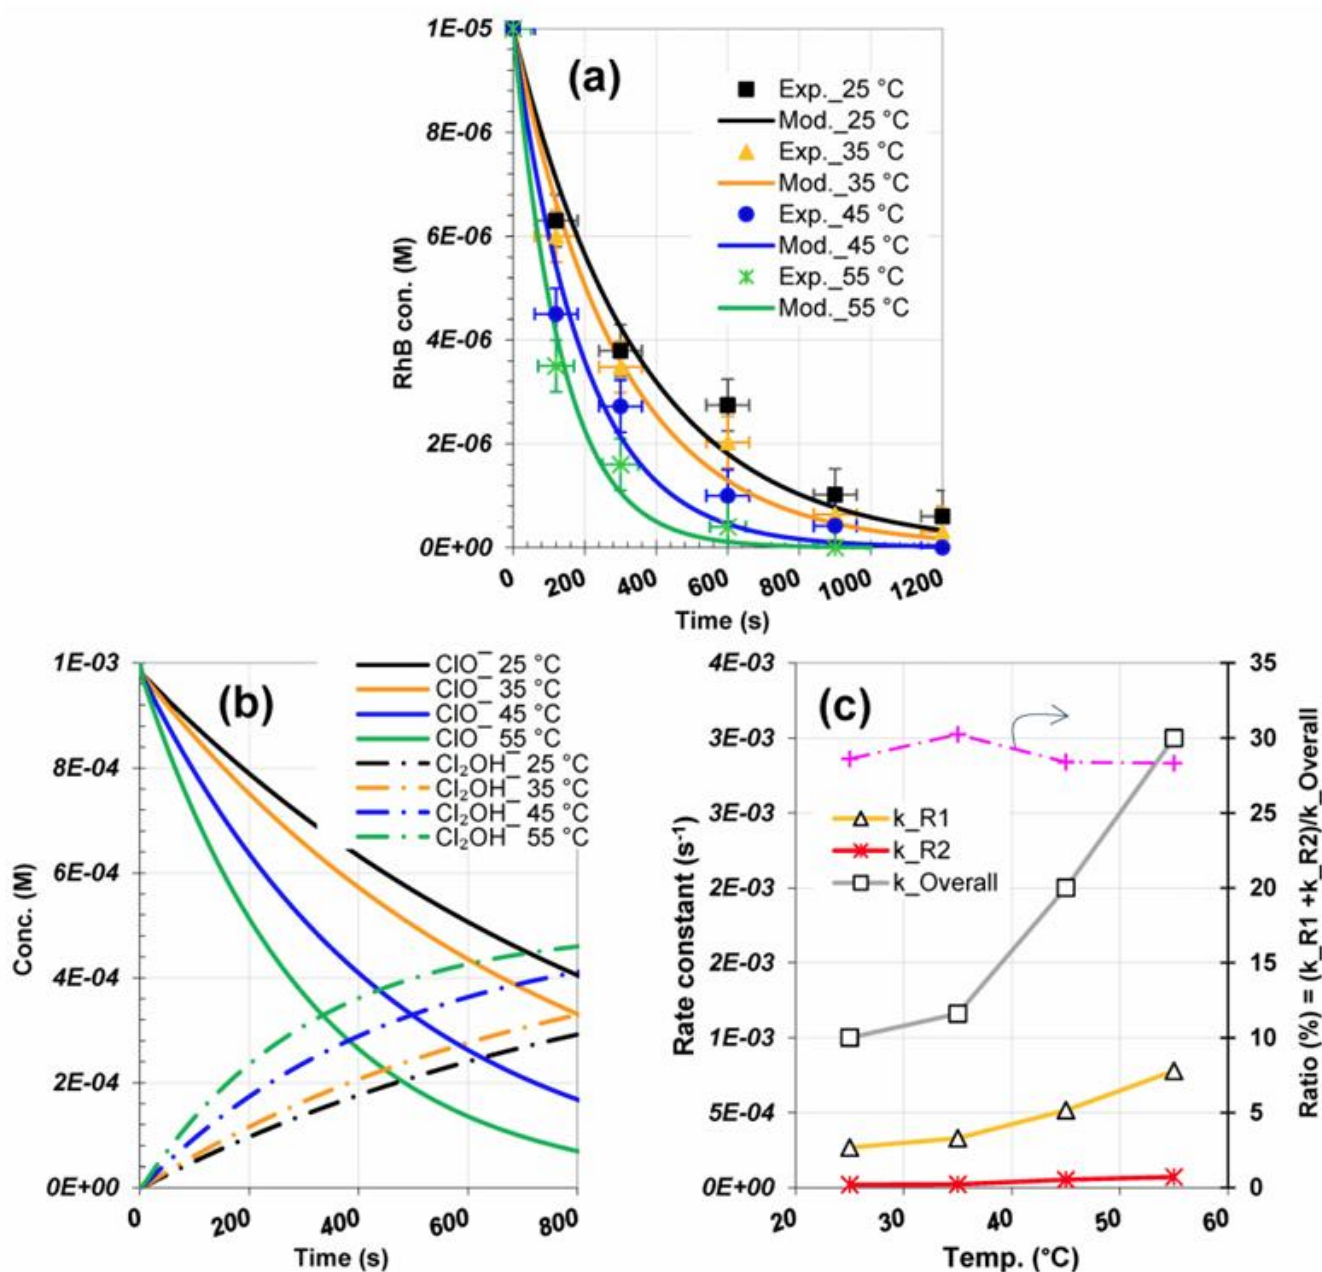 (a)
1E-05
8E-06
6E-06
4E-06
2E-06
0E+00
RhB con. (M)
Exp._25 °C
Mod._25 °C
Exp._35 °C
Mod._35 °C
Exp._45 °C
Mod._45 °C
Exp._55 °C
Mod._55 °C
0 200 400 600 800 1000 1200
Time (s)
(b)
1E-03
8E-04
6E-04
4E-04
2E-04
0E+00
Conc. (M)
ClO⁻ 25 °C
ClO⁻ 35 °C
ClO⁻ 45 °C
ClO⁻ 55 °C
Cl₂OH⁻ 25 °C
Cl₂OH⁻ 35 °C
Cl₂OH⁻ 45 °C
Cl₂OH⁻ 55 °C
0 200 400 600 800
Time (s)
(c)
4E-03
3E-03
3E-03
2E-03
2E-03
1E-03
5E-04
0E+00
Rate constant (s⁻¹)
k_R1
k_R2
k_Overall
35
30
25
20
15
10
5
0
Ratio (%) = (k_R1 +k_R2)/k_Overall
20 30 40 50 60
Temp. (°C)